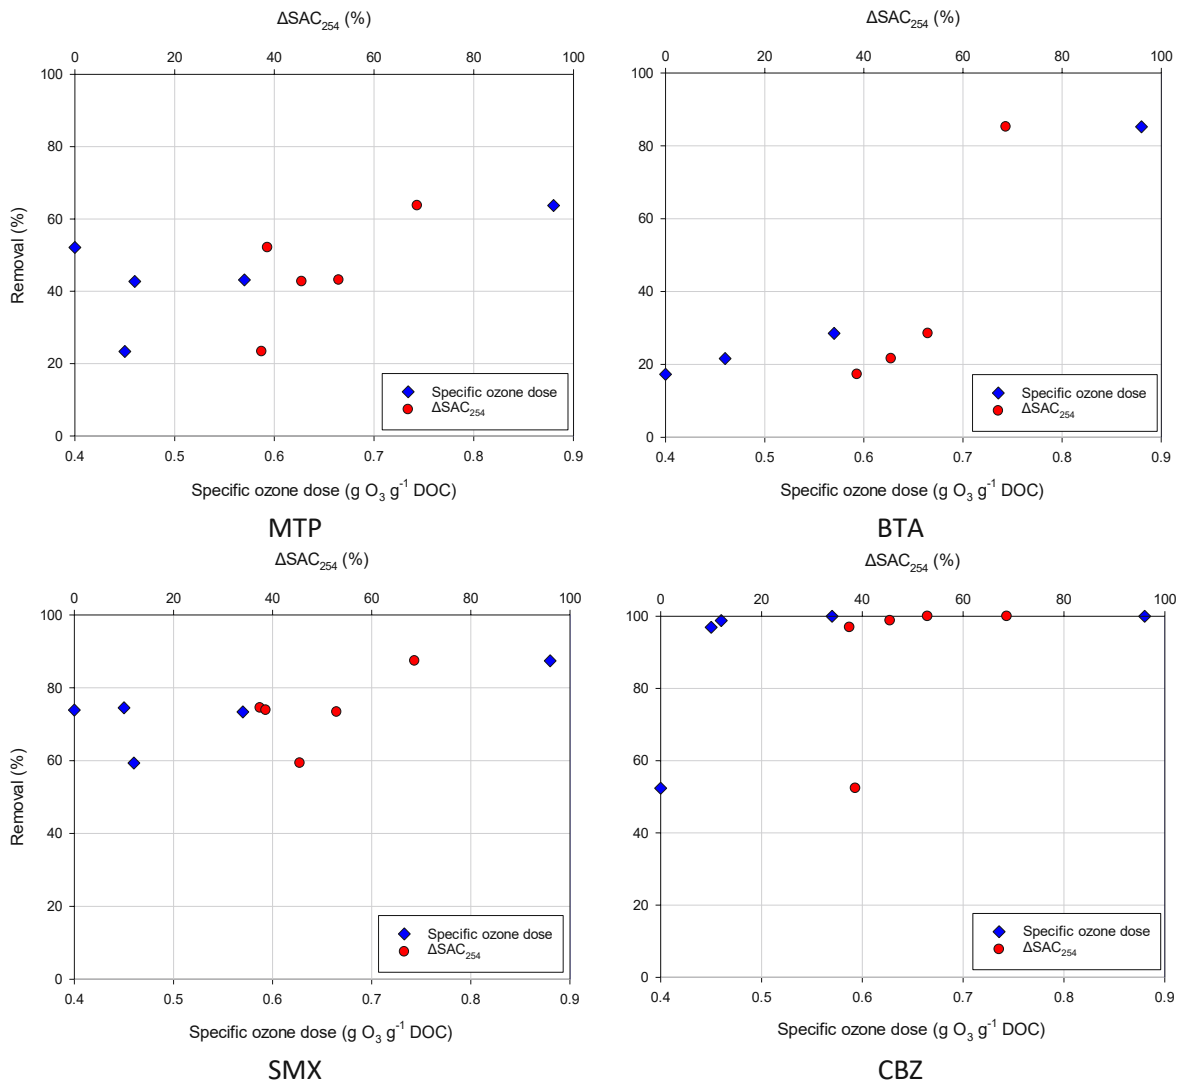 ΔSAC254 (%)
0 20 40 60 80 100
100
80
60
40
20
0
Removal (%)
Specific ozone dose
ΔSAC254
0.4 0.5 0.6 0.7 0.8 0.9
Specific ozone dose (g O3 g-1 DOC)
MTP
ΔSAC254 (%)
0 20 40 60 80 100
100
80
60
40
20
0
Specific ozone dose
ΔSAC254
0.4 0.5 0.6 0.7 0.8 0.9
Specific ozone dose (g O3 g-1 DOC)
BTA
ΔSAC254 (%)
0 20 40 60 80 100
100
80
60
40
20
0
Removal (%)
Specific ozone dose
ΔSAC254
0.4 0.5 0.6 0.7 0.8 0.9
Specific ozone dose (g O3 g-1 DOC)
SMX
ΔSAC254 (%)
0 20 40 60 80 100
100
80
60
40
20
0
Specific ozone dose
ΔSAC254
0.4 0.5 0.6 0.7 0.8 0.9
Specific ozone dose (g O3 g-1 DOC)
CBZ